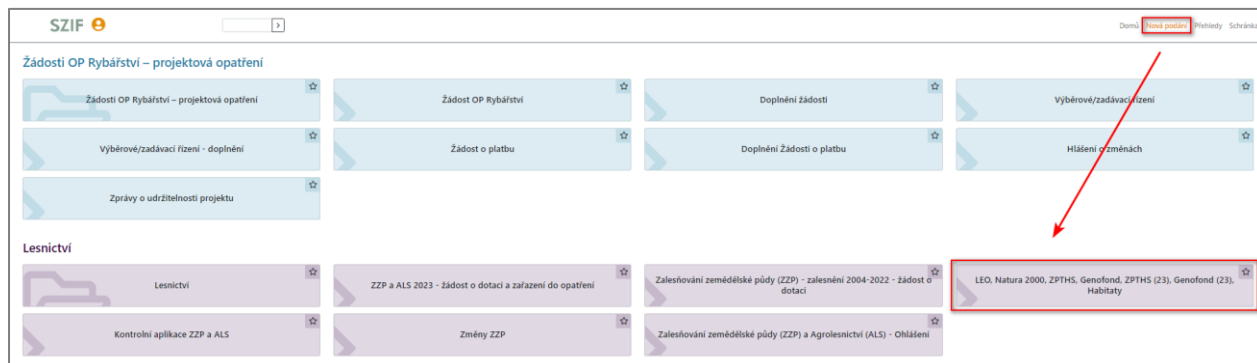 SZIF
Domů Nová podání Přehledy Schránka
Žádosti OP Rybářství – projektová opatření
Žádosti OP Rybářství – projektová opatření
Žádost OP Rybářství
Doplnění žádosti
Výběrové/zadávací řízení
Výběrové/zadávací řízení - doplnění
Žádost o platbu
Doplnění Žádosti o platbu
Hlášení o změnách
Zprávy o udržitelnosti projektu
Lesnictví
Lesnictví
ZZP a ALS 2023 - žádost o dotaci a zařazení do opatření
Zalesňování zemědělské půdy (ZZP) - zalesnění 2004-2022 - žádost o
dotaci
LEO, Natura 2000, ZPTHS, Genofond, ZPTHS (23), Genofond (23),
Habitaty
Kontrolní aplikace ZZP a ALS
Změny ZZP
Zalesňování zemědělské půdy (ZZP) a Agrolesnictví (ALS) - Ohlášení